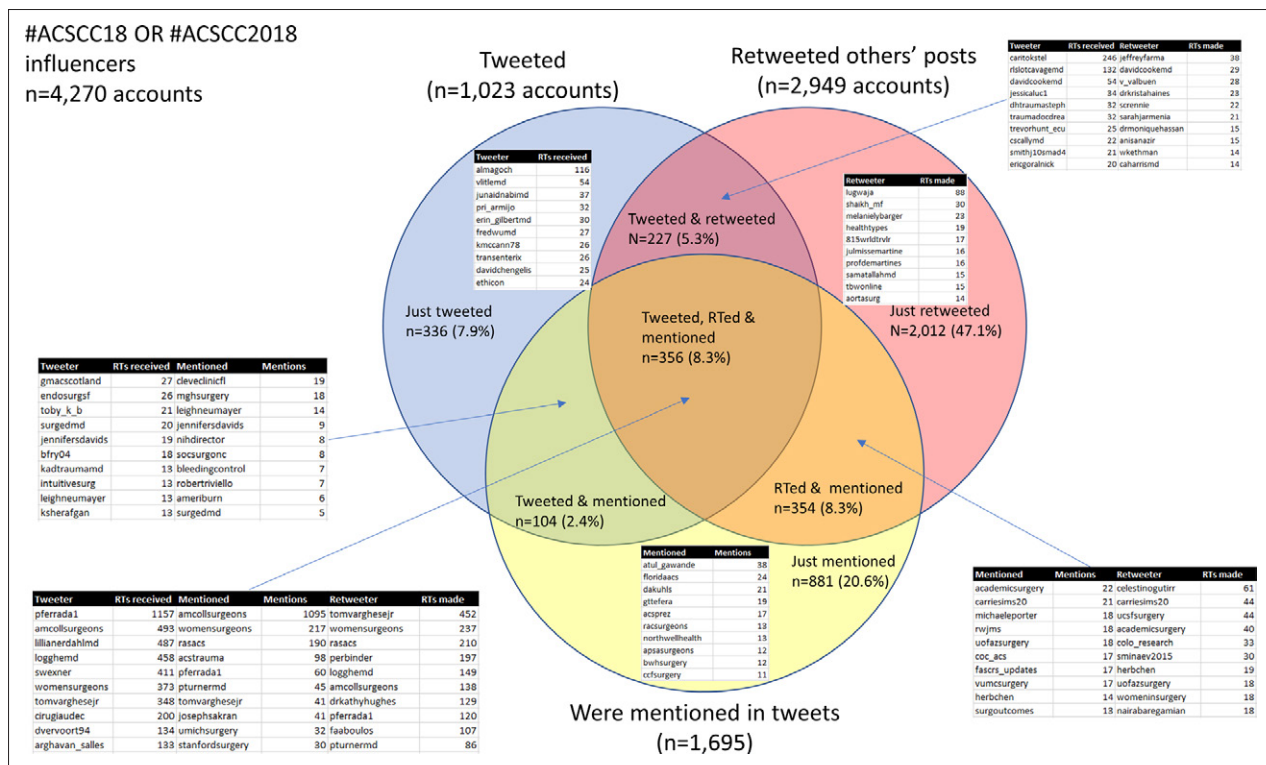 #ACSCC18 OR #ACSCC2018
influencers
n=4,270 accounts
Tweeted
(n=1,023 accounts)
Retweeted others’ posts
(n=2,949 accounts)
Tweeter RTs received Retweeter RTs made
caritokstel 246 jeffreyfarma 38
rlslotcavagemd 132 davidcookemd 29
davidcookemd 54 v_valbuen 28
jessicaluc1 34 drkristahaines 23
dhtraumasteph 32 scrennie 22
traumadocdrea 32 sarahjarmenia 21
trevorhunt_ecu 25 drmoniquehassan 15
cscallymd 22 anisanazir 15
smithj10smad4 21 wkethman 14
ericgoralnick 20 caharrismd 14
Tweeter RTs received
almagoch 116
vlitlemd 54
junaidnabimd 37
pri_armijo 32
erin_gilbertmd 30
fredwumd 27
kmccann78 26
transenterix 26
davidchengelis 25
ethicon 24
Retweeter RTs made
lugwaja 88
shaikh_mf 30
melanielybarger 23
healthtypes 19
815wrldtrvlr 17
julmissemartine 16
profdemartines 16
samatallahmd 15
tbwonline 15
aortasurg 14
Tweeted & retweeted
N=227 (5.3%)
Just tweeted
n=336 (7.9%)
Tweeted, RTed &
mentioned
n=356 (8.3%)
Just retweeted
N=2,012 (47.1%)
Tweeter RTs received Mentioned Mentions
gmacscotland 27 cleveclinicfl 19
endosurgsf 26 mghsurgery 18
toby_k_b 21 leighneumayer 14
surgedmd 20 jennifersdavids 9
jennifersdavids 19 nihdirector 8
bfry04 18 socsurgonc 8
kadtraumamd 13 bleedingcontrol 7
intuitivesurg 13 robertriviello 7
leighneumayer 13 ameriburn 6
ksherafgan 13 surgedmd 5
Tweeted & mentioned
n=104 (2.4%)
RTed & mentioned
n=354 (8.3%)
Mentioned Mentions
atul_gawande 38
floridaacs 24
dakuhls 21
gttefera 19
acsprez 17
racsurgeons 13
northwellhealth 13
apsasurgeons 12
bwhsurgery 12
ccfsurgery 11
Just mentioned
n=881 (20.6%)
Tweeter RTs received Mentioned Mentions Retweeter RTs made
pferrada1 1157 amcollsurgeons 1095 tomvarghesejr 452
amcollsurgeons 493 womensurgeons 217 womensurgeons 237
lillianerdahlmd 487 rasacs 190 rasacs 210
logghemd 458 acstrauma 98 perbinder 197
swexner 411 pferrada1 60 logghemd 149
womensurgeons 373 pturnermd 45 amcollsurgeons 138
tomvarghesejr 348 tomvarghesejr 41 drkathyhughes 129
cirugiaudec 200 josephsakran 41 pferrada1 120
dvervoort94 134 umichsurgery 32 faaboulos 107
arghavan_salles 133 stanfordsurgery 30 pturnermd 86
Mentioned Mentions Retweeter RTs made
academicsurgery 22 celestinogutirr 61
carriesims20 21 carriesims20 44
michaeleporter 18 ucsfsurgery 44
rwjms 18 academicsurgery 40
uofazsurgery 18 colo_research 33
coc_acs 17 sminaev2015 30
fascrs_updates 17 herbchen 19
vumcsurgery 17 uofazsurgery 18
herbchen 14 womeninsurgery 18
surgoutcomes 13 nairabaregamian 18
Were mentioned in tweets
(n=1,695)